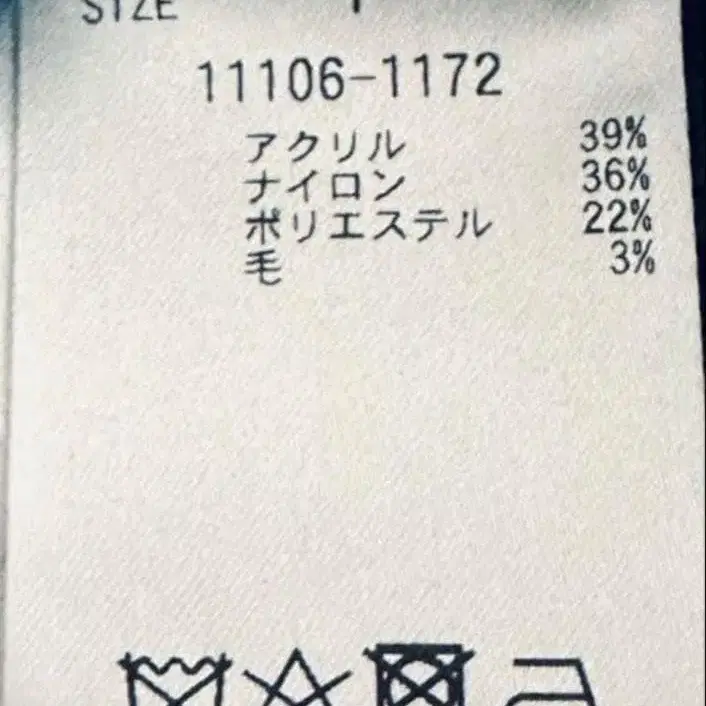 SIZE
11106-1172
アクリル 39%
ナイロン 36%
ポリエステル 22%
毛 3%